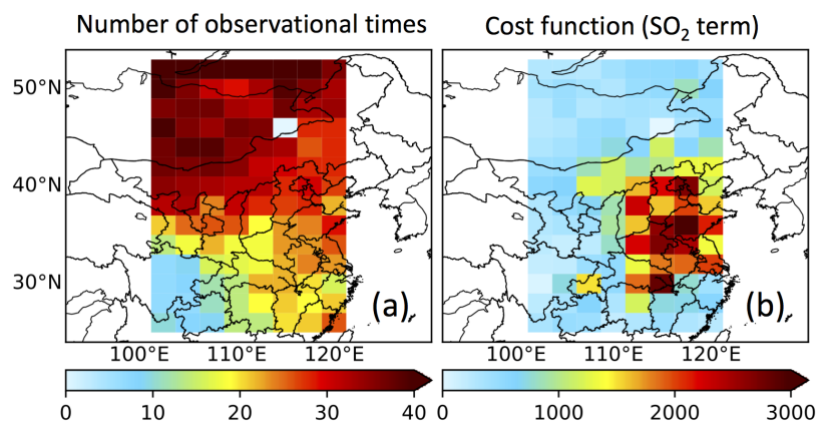 Number of observational times
Cost function (SO₂ term)
50°N
40°N
30°N
(a)
(b)
100°E 110°E 120°E
100°E 110°E 120°E
0 10 20 30 40
0 1000 2000 3000